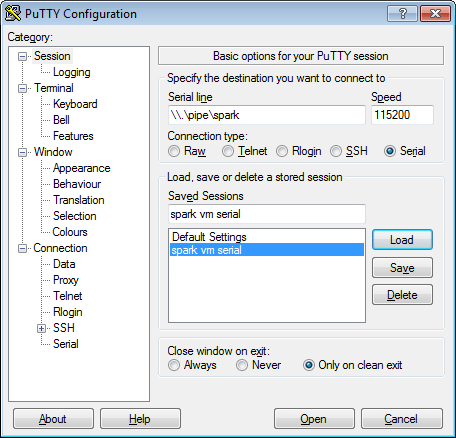 PuTTY Configuration
Category:
Session
Logging
Terminal
Keyboard
Bell
Features
Window
Appearance
Behaviour
Translation
Selection
Colours
Connection
Data
Proxy
Telnet
Rlogin
SSH
Serial
Basic options for your PuTTY session
Specify the destination you want to connect to
Serial line Speed
\\.\pipe\spark 115200
Connection type:
Raw Telnet Rlogin SSH Serial
Load, save or delete a stored session
Saved Sessions
spark vm serial
Default Settings
spark vm serial
Load
Save
Delete
Close window on exit:
Always Never Only on clean exit
About Help Open Cancel